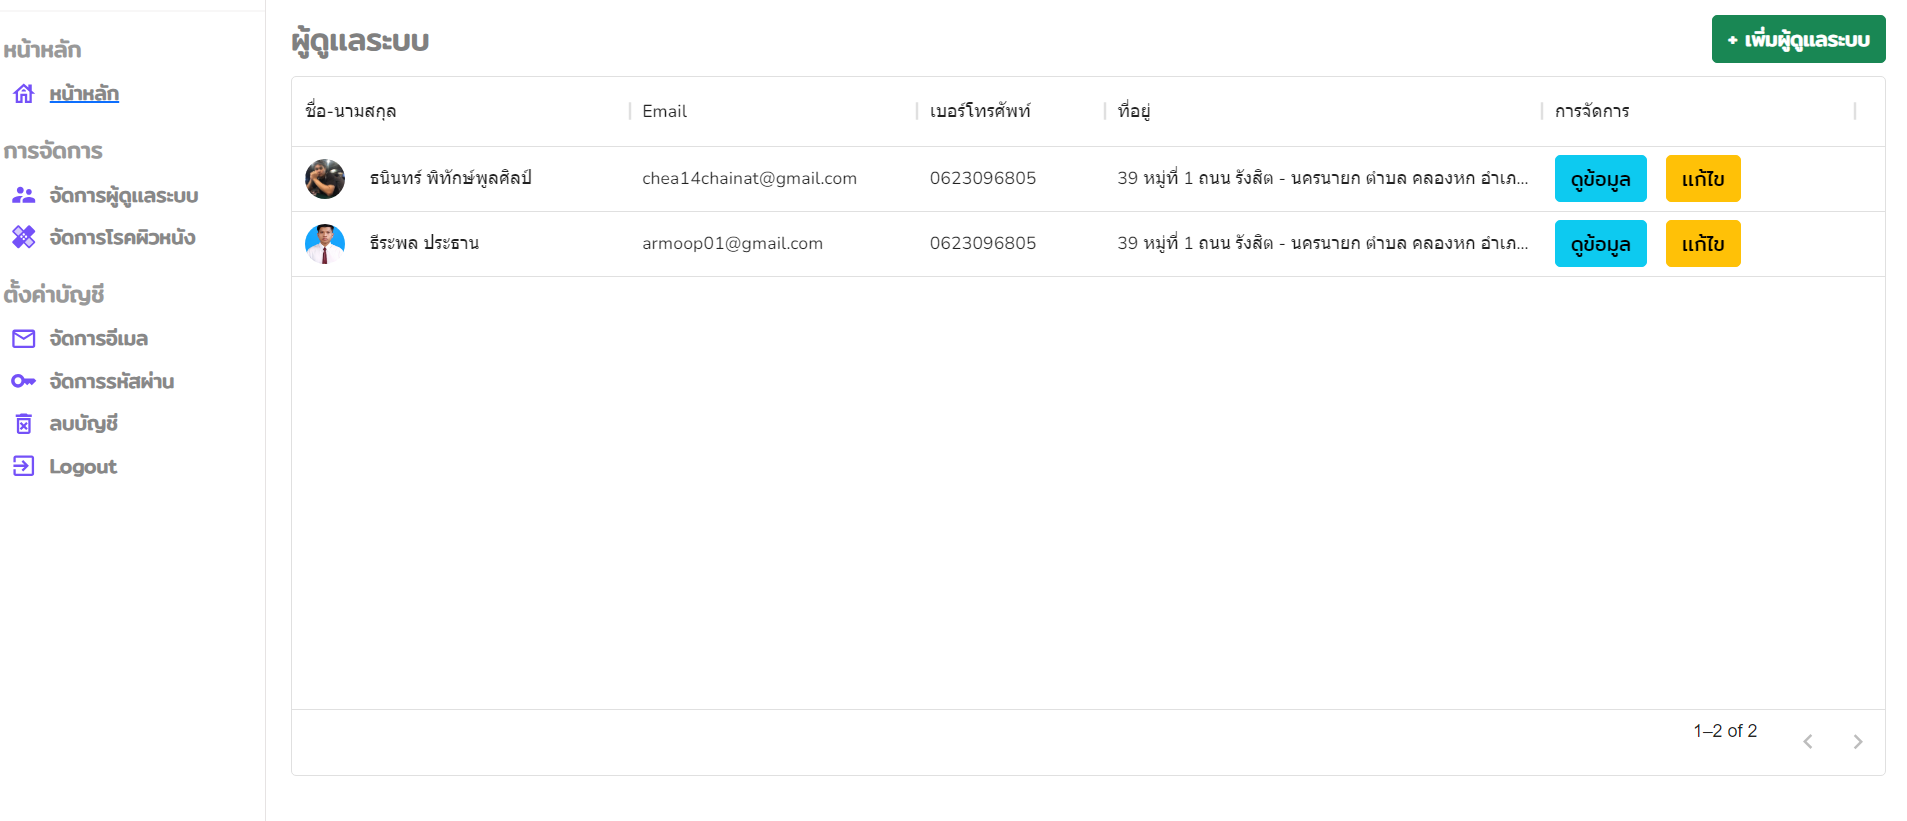 หน้าหลัก
หน้าหลัก
การจัดการ
จัดการผู้ดูแลระบบ
จัดการโรคผิวหนัง
ตั้งค่าบัญชี
จัดการอีเมล
จัดการรหัสผ่าน
ลบบัญชี
Logout
ผู้ดูแลระบบ
+ เพิ่มผู้ดูแลระบบ
ชื่อ-นามสกุล Email เบอร์โทรศัพท์ ที่อยู่ การจัดการ
ธนินทร์ พิทักษ์พูลศิลป์ chea14chainat@gmail.com 0623096805 39 หมู่ที่ 1 ถนน รังสิต - นครนายก ตำบล คลองหก อำเภ... ดูข้อมูล แก้ไข
ธีระพล ประธาน armoop01@gmail.com 0623096805 39 หมู่ที่ 1 ถนน รังสิต - นครนายก ตำบล คลองหก อำเภ... ดูข้อมูล แก้ไข
1–2 of 2